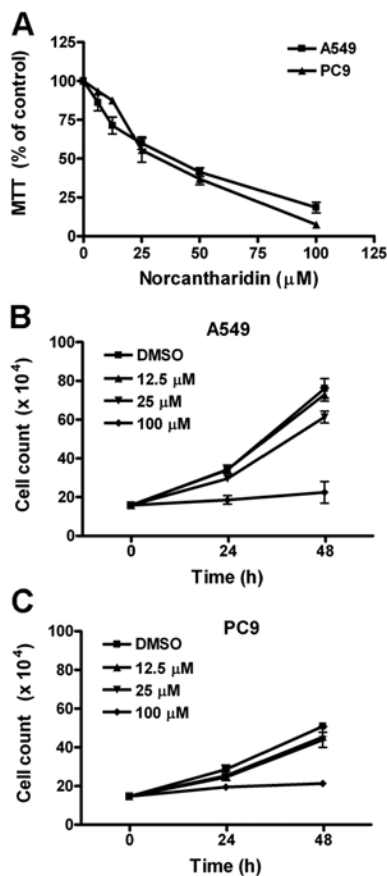 A
125
100
75
50
25
0
MTT (% of control)
A549
PC9
0 25 50 75 100 125
Norcantharidin (μM)
B
A549
100
80
60
40
20
0
Cell count (x 10⁴)
DMSO
12.5 μM
25 μM
100 μM
0 24 48
Time (h)
C
PC9
100
80
60
40
20
0
Cell count (x 10⁴)
DMSO
12.5 μM
25 μM
100 μM
0 24 48
Time (h)